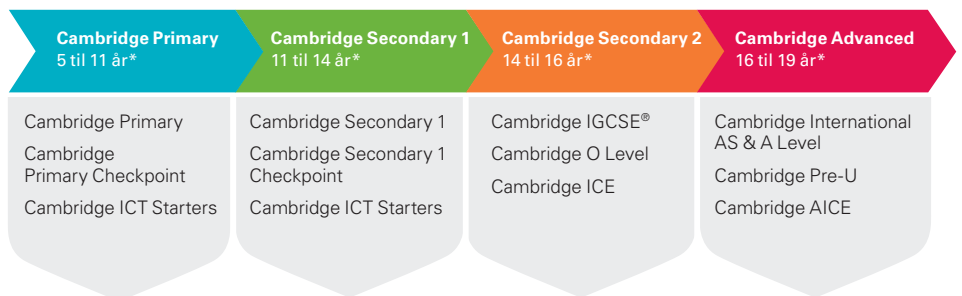 Cambridge Primary
5 til 11 år*
Cambridge Secondary 1
11 til 14 år*
Cambridge Secondary 2
14 til 16 år*
Cambridge Advanced
16 til 19 år*
Cambridge Primary
Cambridge
Primary Checkpoint
Cambridge ICT Starters
Cambridge Secondary 1
Cambridge Secondary 1
Checkpoint
Cambridge ICT Starters
Cambridge IGCSE®
Cambridge O Level
Cambridge ICE
Cambridge International
AS & A Level
Cambridge Pre-U
Cambridge AICE